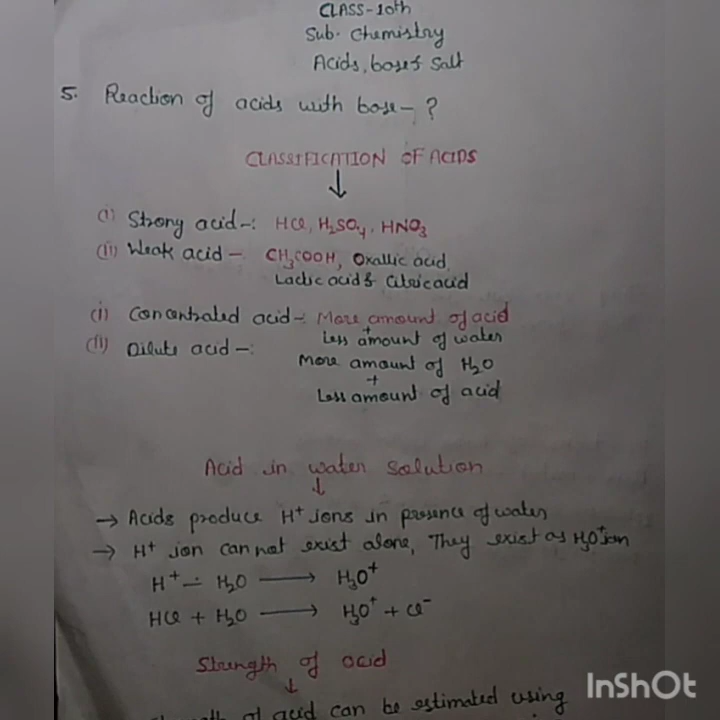 CLASS-10th
Sub- Chemistry
Acids, base & Salt
5. Reaction of acids with base- ?
CLASSIFICATION OF ACIDS
(i) Strong acid-: HCl, H₂SO₄, HNO₃
(ii) Weak acid - CH₃COOH, Oxallic acid,
Lactic acid & Citric acid
(i) Concentrated acid-: More amount of acid
+
Less amount of water
(ii) Dilute acid-:
More amount of H₂O
+
Less amount of acid
Acid in water solution
→ Acids produce H⁺ ions in presence of water
→ H⁺ ion can not exist alone, They exist as H₃O⁺ ion
H⁺ + H₂O → H₃O⁺
HCl + H₂O → H₃O⁺ + Cl⁻
Strength of acid
of acid can be estimated using
InShOt